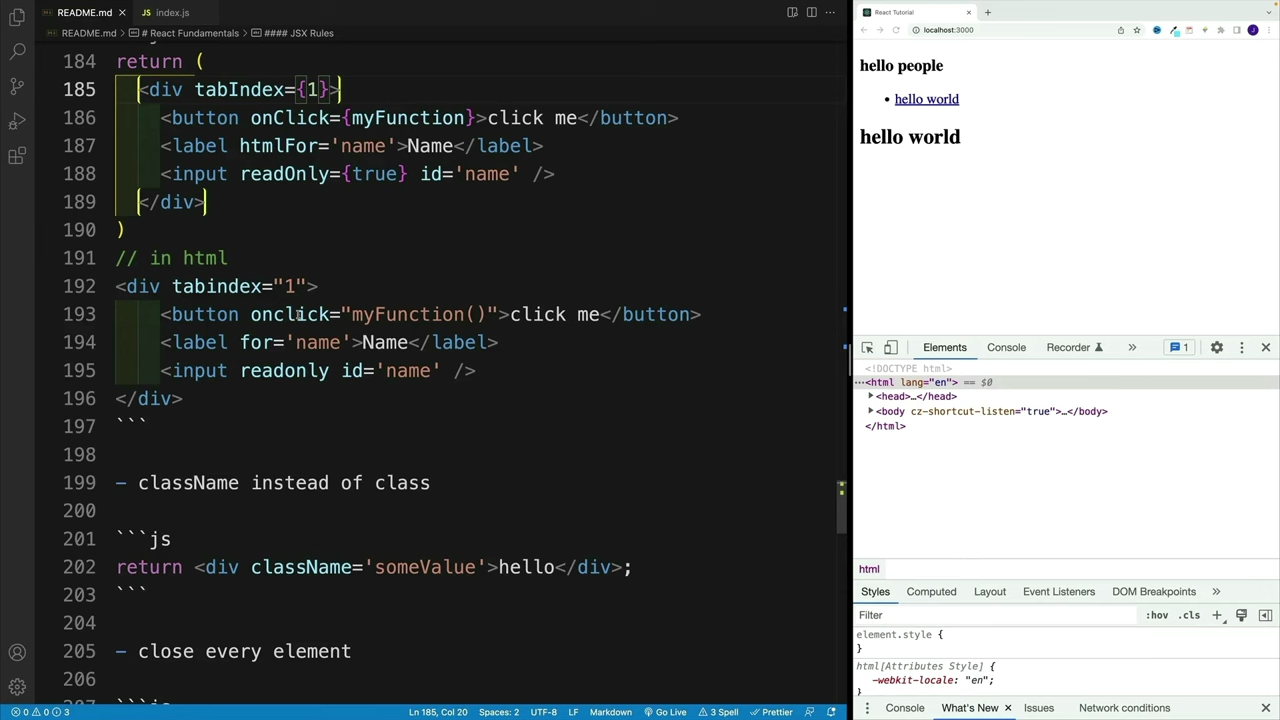 README.md
index.js
README.md > # React Fundamentals > #### JSX Rules
184 return (
185 <div tabIndex={1}>
186 <button onClick={myFunction}>click me</button>
187 <label htmlFor='name'>Name</label>
188 <input readOnly={true} id='name' />
189 </div>
190 )
191 // in html
192 <div tabindex="1">
193 <button onclick="myFunction()">click me</button>
194 <label for='name'>Name</label>
195 <input readonly id='name' />
196 </div>
197 ```
198
199 - className instead of class
200
201 ```js
202 return <div className='someValue'>hello</div>;
203 ```
204
205 - close every element
206
0 0 3
Ln 185, Col 20 Spaces: 2 UTF-8 LF Markdown Go Live 3 Spell Prettier
React Tutorial
localhost:3000
hello people
• hello world
hello world
Elements Console Recorder 1
<!DOCTYPE html>
<html lang="en"> == $0
<head>…</head>
<body cz-shortcut-listen="true">…</body>
</html>
html
Styles Computed Layout Event Listeners DOM Breakpoints
Filter :hov .cls
element.style {
}
html[Attributes Style] {
-webkit-locale: "en";
}
Console What's New Issues Network conditions